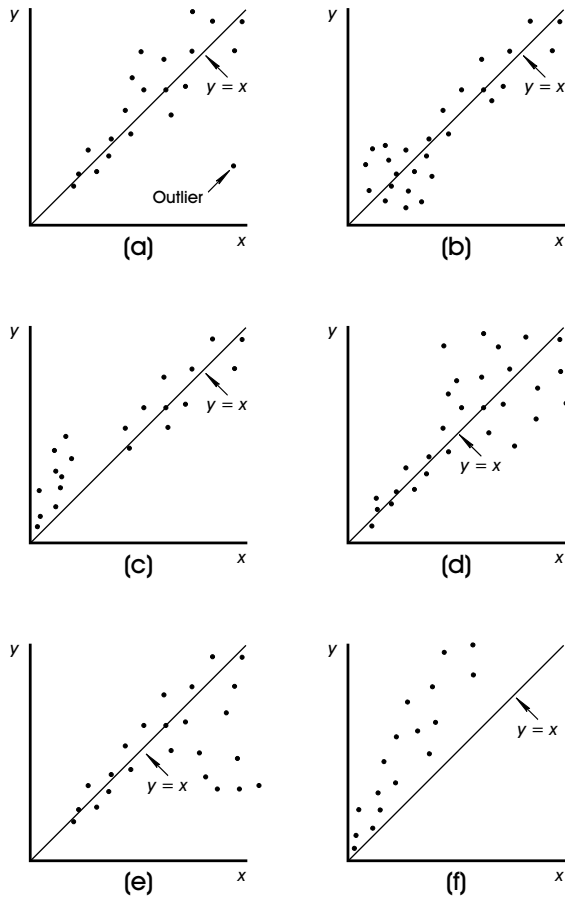 y
y = x
Outlier
x
(a)
y
y = x
x
(b)
y
y = x
x
(c)
y
y = x
x
(d)
y
y = x
x
(e)
y
y = x
x
(f)